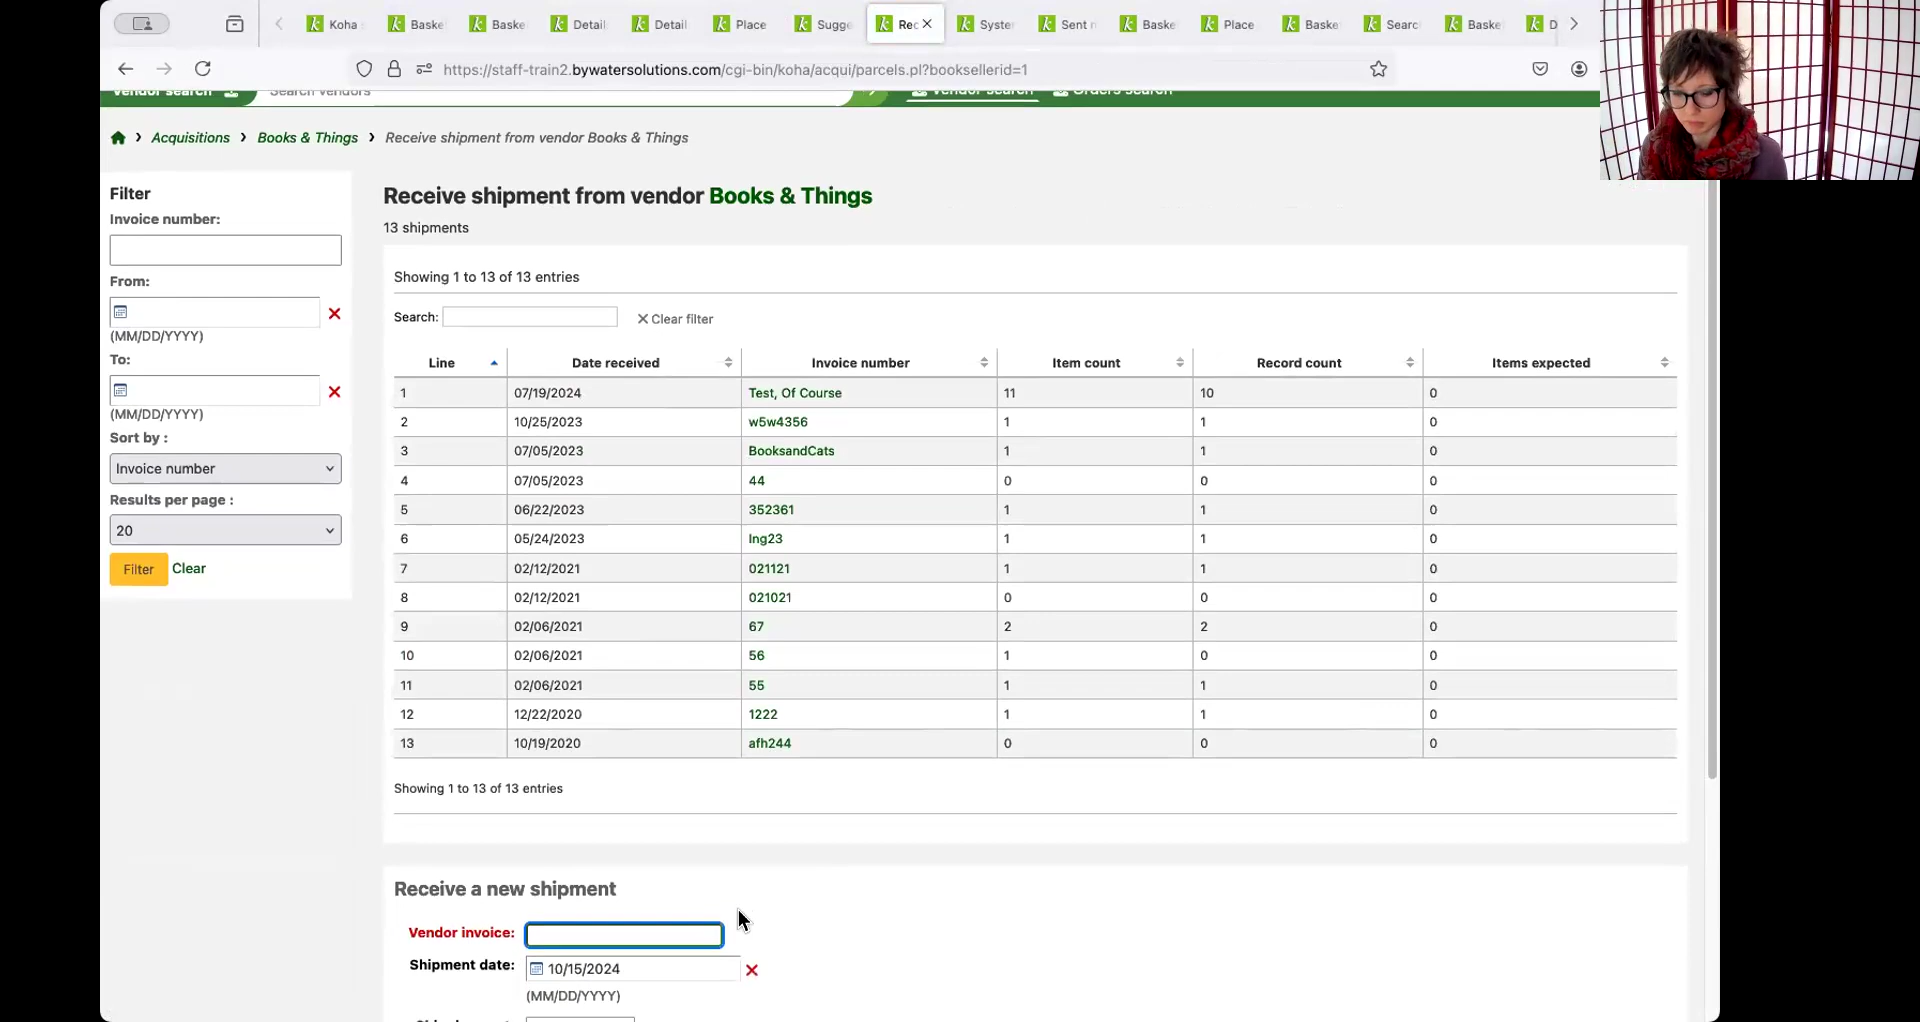 Koha
Baske
Baske
Detail
Detail
Place
Sugge
Rec
Syste
Sent
Baske
Place
Baske
Searc
Baske
D
https://staff-train2.bywatersolutions.com/cgi-bin/koha/acqui/parcels.pl?booksellerid=1
Vendor search
Search vendors
Vendor search
Orders search
Acquisitions
Books & Things
Receive shipment from vendor Books & Things
Filter
Invoice number:
From:
(MM/DD/YYYY)
To:
(MM/DD/YYYY)
Sort by :
Invoice number
Results per page :
20
Filter Clear
Receive shipment from vendor Books & Things
13 shipments
Showing 1 to 13 of 13 entries
Search: Clear filter
Line Date received Invoice number Item count Record count Items expected
1 07/19/2024 Test, Of Course 11 10 0
2 10/25/2023 w5w4356 1 1 0
3 07/05/2023 BooksandCats 1 1 0
4 07/05/2023 44 0 0 0
5 06/22/2023 352361 1 1 0
6 05/24/2023 Ing23 1 1 0
7 02/12/2021 021121 1 1 0
8 02/12/2021 021021 0 0 0
9 02/06/2021 67 2 2 0
10 02/06/2021 56 1 0 0
11 02/06/2021 55 1 1 0
12 12/22/2020 1222 1 1 0
13 10/19/2020 afh244 0 0 0
Showing 1 to 13 of 13 entries
Receive a new shipment
Vendor invoice:
Shipment date: 10/15/2024
(MM/DD/YYYY)